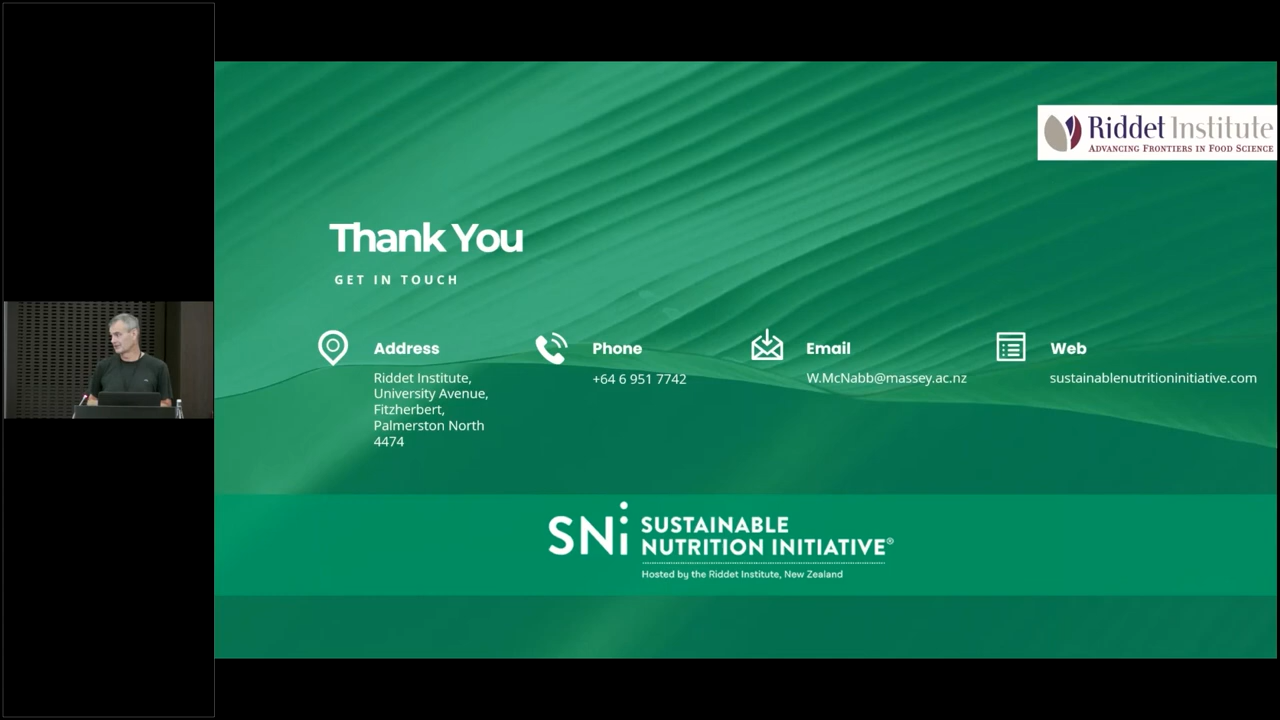 Riddet Institute
ADVANCING FRONTIERS IN FOOD SCIENCE
Thank You
GET IN TOUCH
Address
Riddet Institute,
University Avenue,
Fitzherbert,
Palmerston North
4474
Phone
+64 6 951 7742
Email
W.McNabb@massey.ac.nz
Web
sustainablenutritioninitiative.com
SNi SUSTAINABLE
NUTRITION INITIATIVE®
Hosted by the Riddet Institute, New Zealand